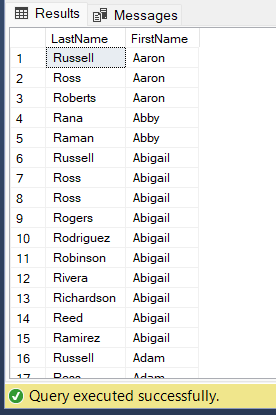 Results Messages
LastName FirstName
1 Russell Aaron
2 Ross Aaron
3 Roberts Aaron
4 Rana Abby
5 Raman Abby
6 Russell Abigail
7 Ross Abigail
8 Ross Abigail
9 Rogers Abigail
10 Rodriguez Abigail
11 Robinson Abigail
12 Rivera Abigail
13 Richardson Abigail
14 Reed Abigail
15 Ramirez Abigail
16 Russell Adam
17 Ross Adam
Query executed successfully.